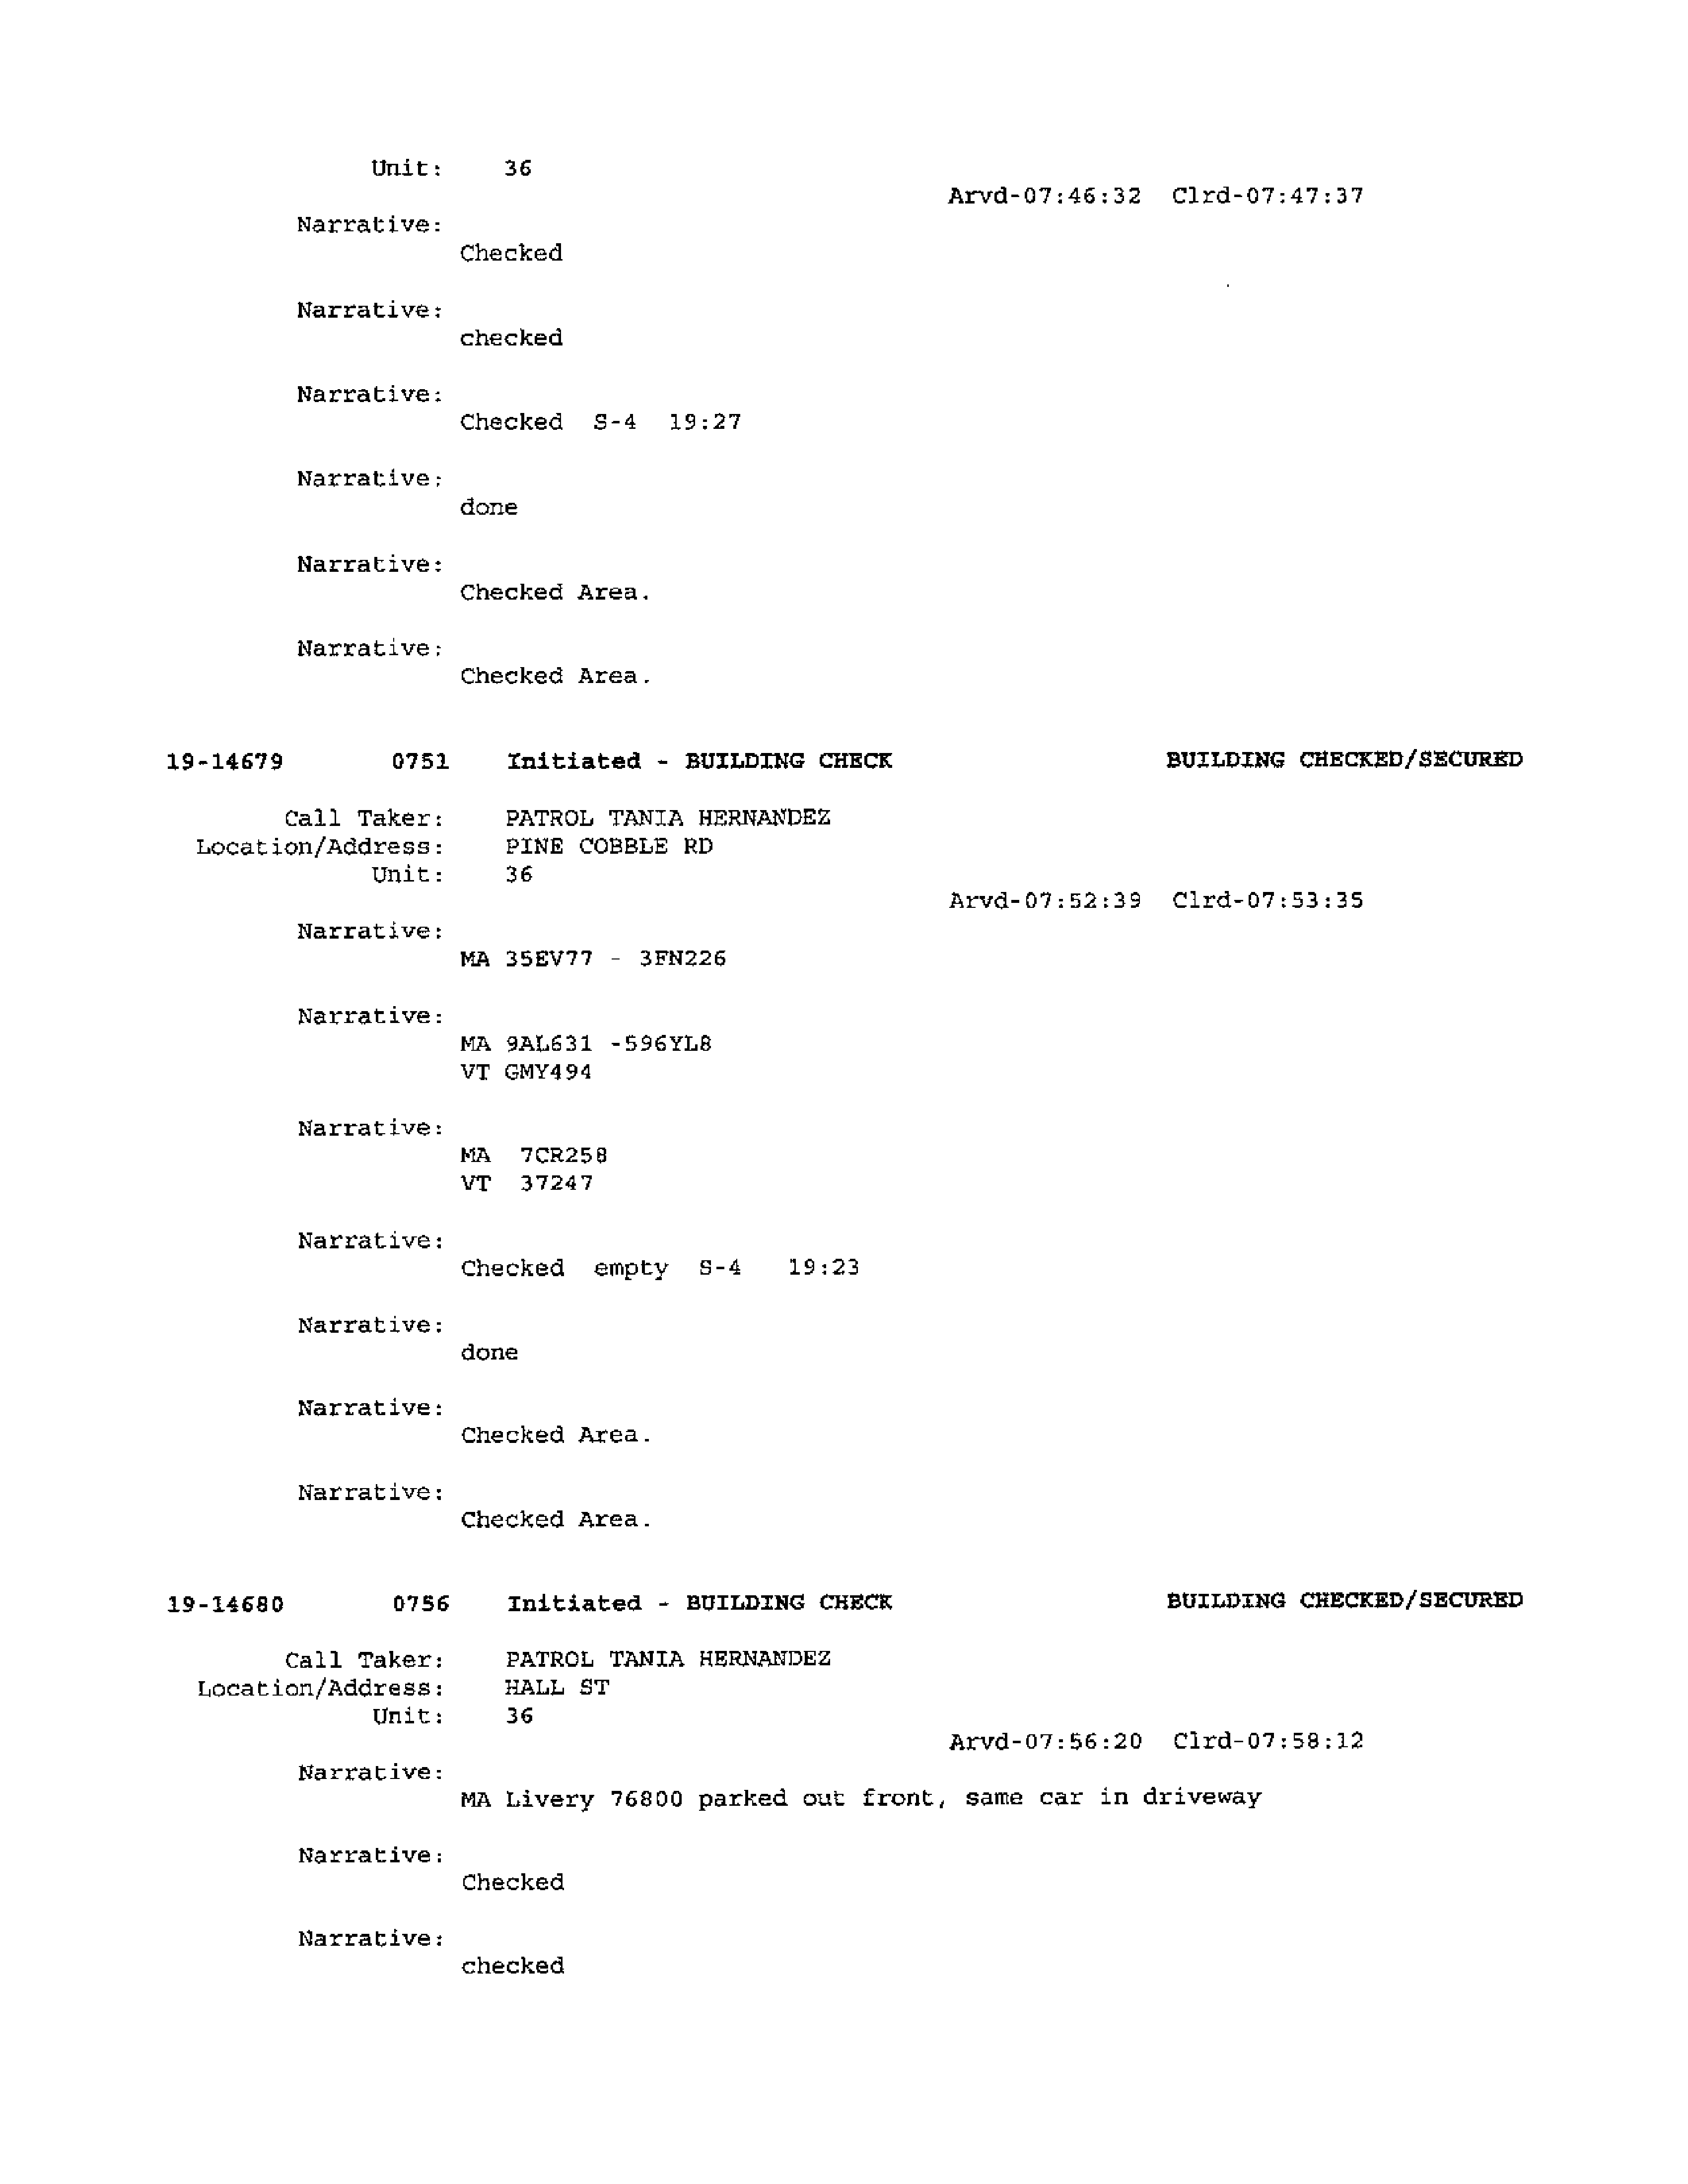 Unit: 36
Arvd-07:46:32 Clrd-07:47:37
Narrative:
Checked
Narrative:
checked
Narrative:
Checked S-4 19:27
Narrative:
done
Narrative:
Checked Area.
Narrative:
Checked Area.
19-14679 0751 Initiated - BUILDING CHECK BUILDING CHECKED/SECURED
Call Taker: PATROL TANIA HERNANDEZ
Location/Address: PINE COBBLE RD
Unit: 36
Arvd-07:52:39 Clrd-07:53:35
Narrative:
MA 35EV77 - 3FN226
Narrative:
MA 9AL631 -596YL8
VT GMY494
Narrative:
MA 7CR258
VT 37247
Narrative:
Checked empty S-4 19:23
Narrative:
done
Narrative:
Checked Area.
Narrative:
Checked Area.
19-14680 0756 Initiated - BUILDING CHECK BUILDING CHECKED/SECURED
Call Taker: PATROL TANIA HERNANDEZ
Location/Address: HALL ST
Unit: 36
Arvd-07:56:20 Clrd-07:58:12
Narrative:
MA Livery 76800 parked out front, same car in driveway
Narrative:
Checked
Narrative:
checked